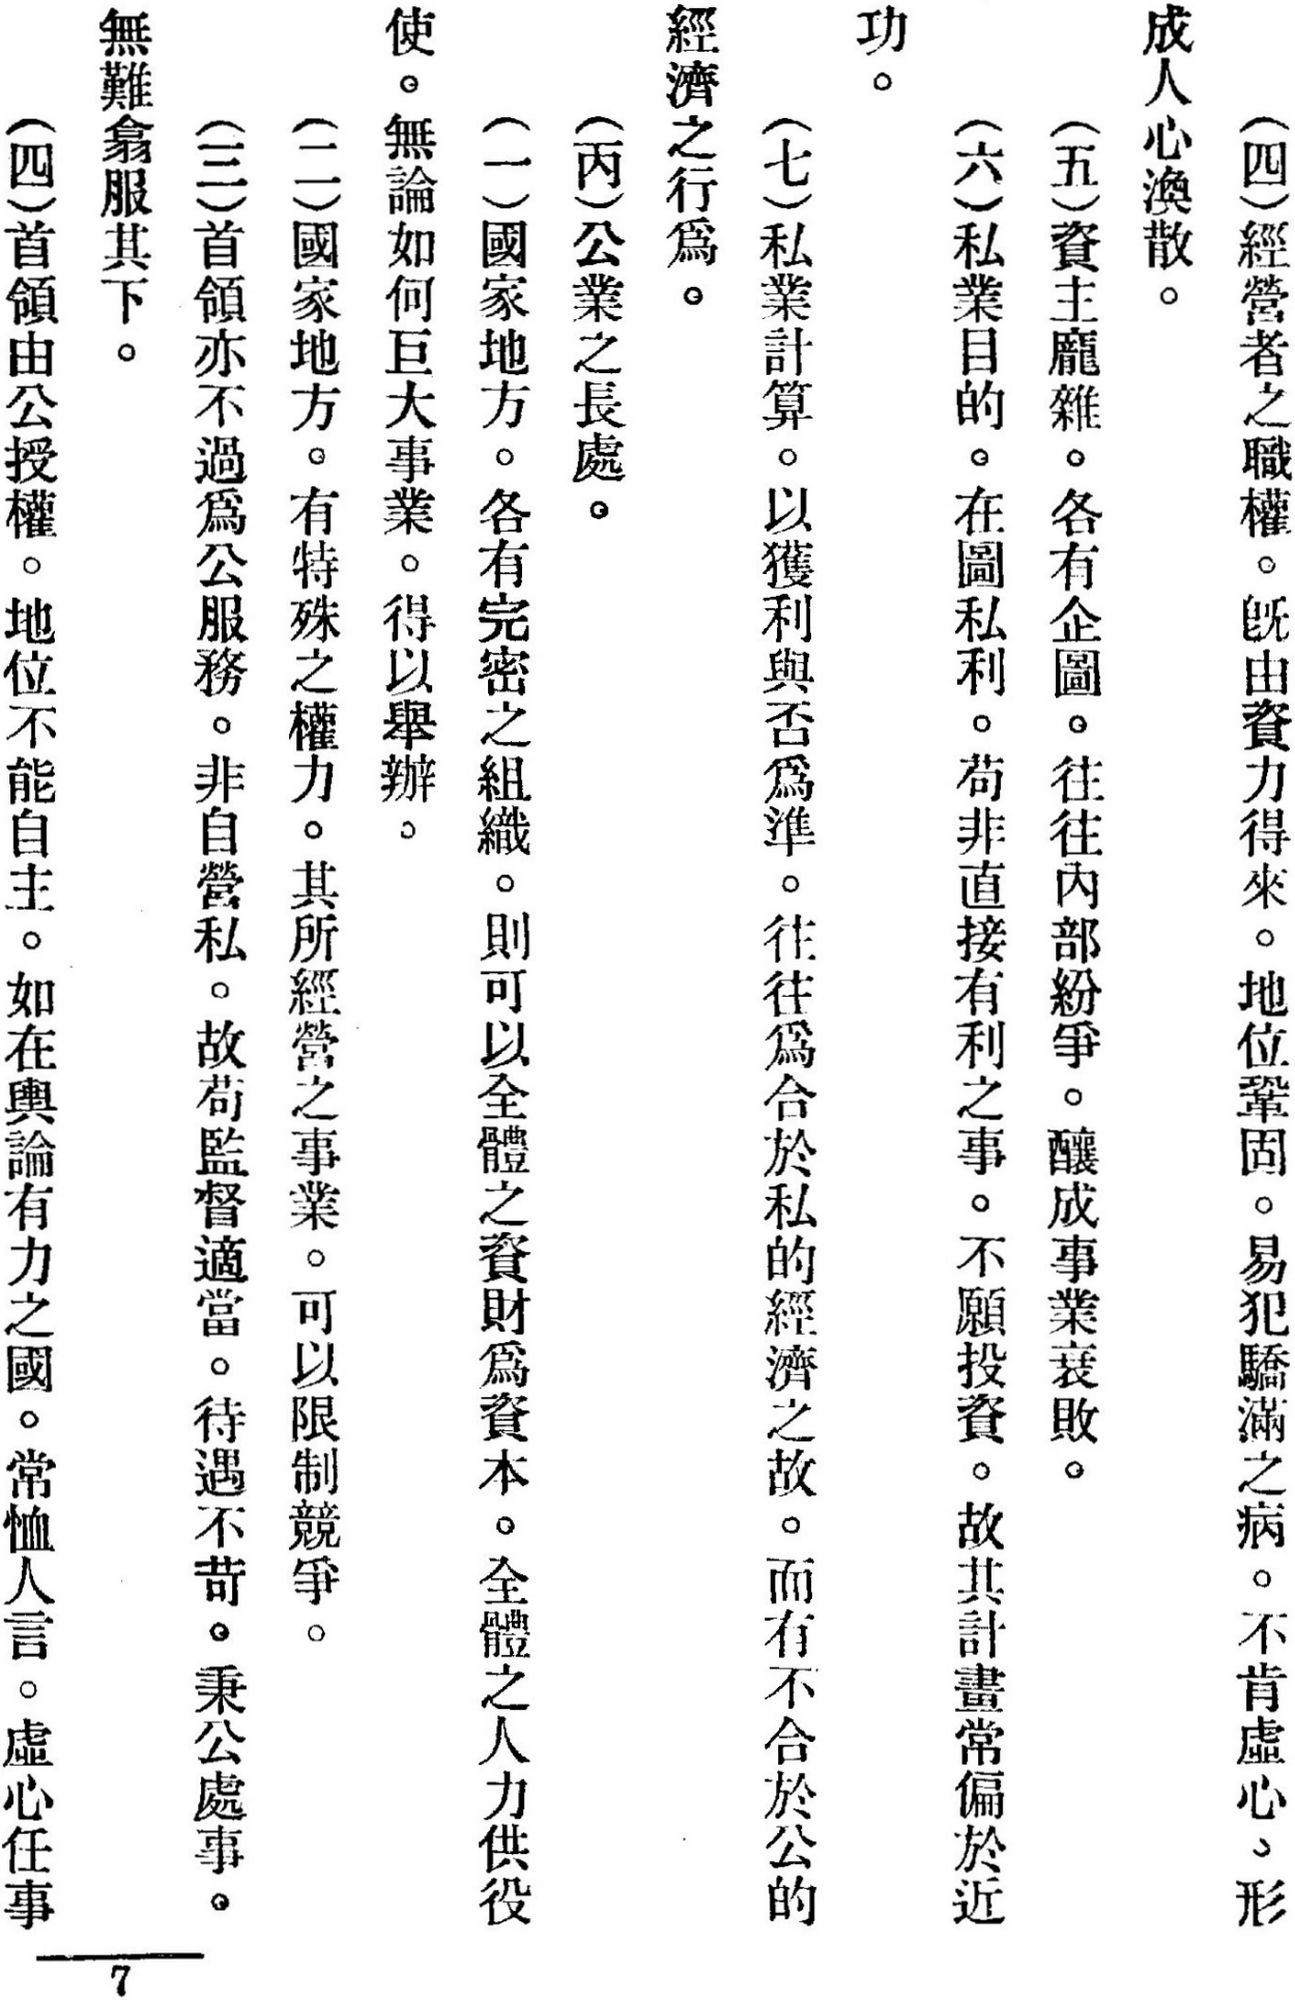 （四）經營者之職權。旣由資力得來。地位鞏固。易犯驕滿之病。不肯虛心、形
成人心渙散。
（五）資主龐雜。各有企圖。往往內部紛爭。釀成事業衰敗。
（六）私業目的。在圖私利。苟非直接有利之事。不願投資。故其計畫常偏於近
功。
（七）私業計算。以獲利與否爲準。往往爲合於私的經濟之故。而有不合於公的
經濟之行爲。
（丙）公業之長處。
（一）國家地方。各有完密之組織。則可以全體之資財爲資本。全體之人力供役
使。無論如何巨大事業。得以舉辦。
（二）國家地方。有特殊之權力。其所經營之事業。可以限制競爭。
（三）首領亦不過爲公服務。非自營私。故苟監督適當。待遇不苛。秉公處事。
無難翕服其下。
（四）首領由公授權。地位不能自主。如在輿論有力之國。常恤人言。虛心任事
7